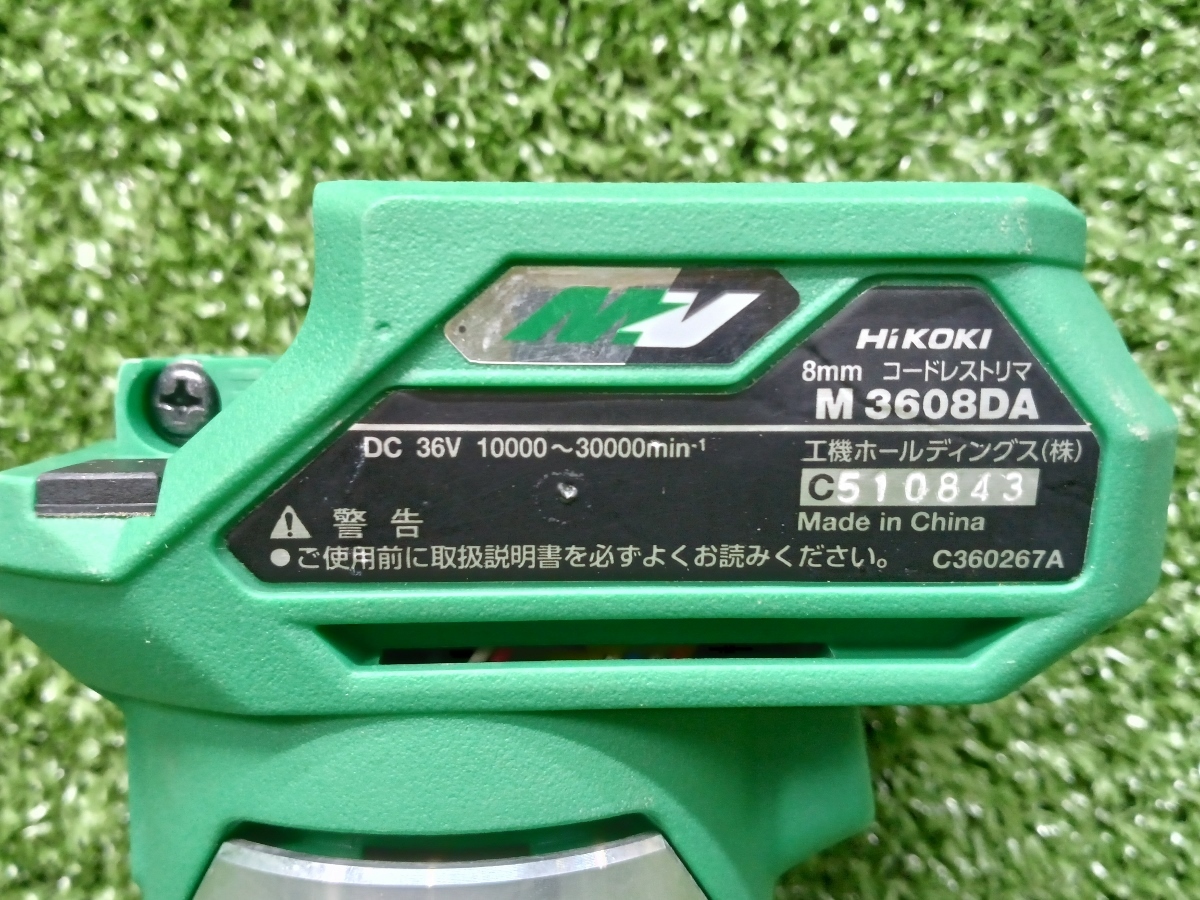 MV
HiKOKI
8mm コードレストリマ
M 3608DA
DC 36V 10000～30000min-1
工機ホールディングス(株)
C510843
Made in China
警告
●ご使用前に取扱説明書を必ずよくお読みください。
C360267A